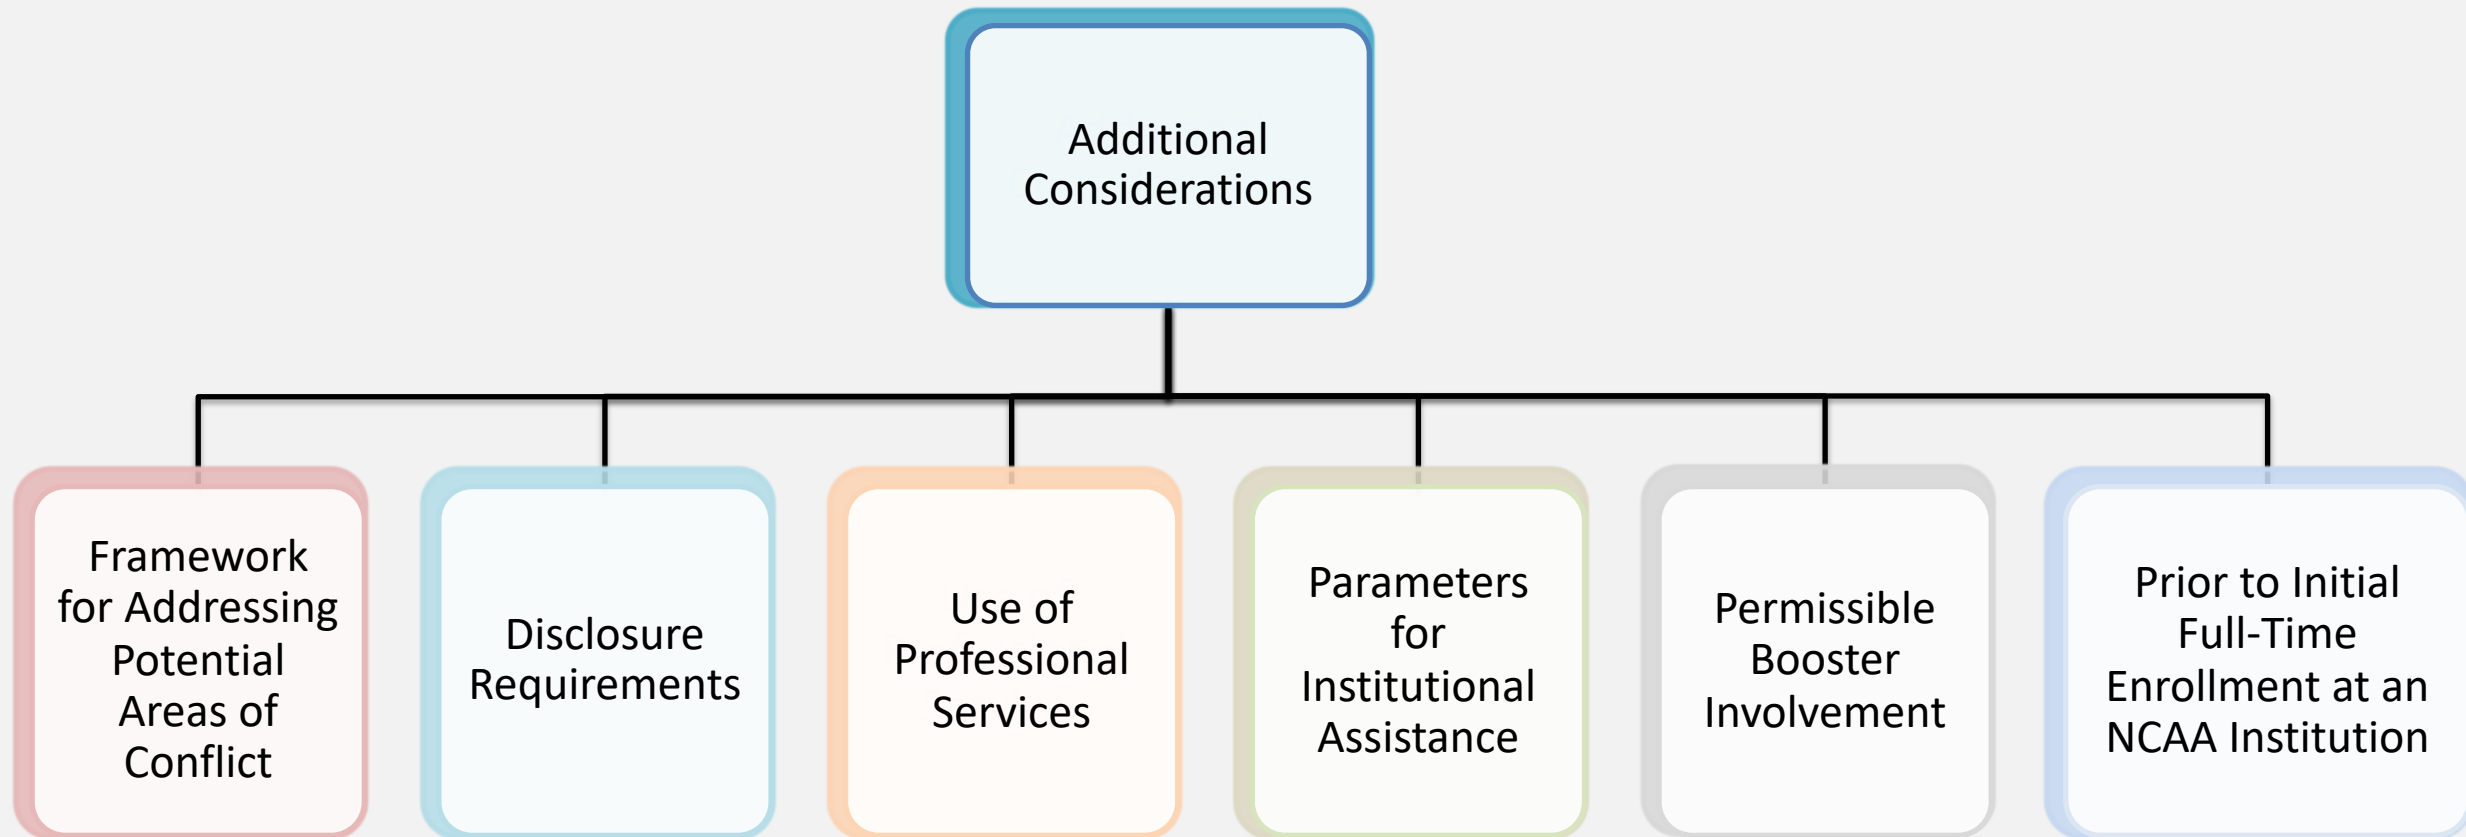 Additional
Considerations
Framework
for Addressing
Potential
Areas of
Conflict
Disclosure
Requirements
Use of
Professional
Services
Parameters
for
Institutional
Assistance
Permissible
Booster
Involvement
Prior to Initial
Full-Time
Enrollment at an
NCAA Institution